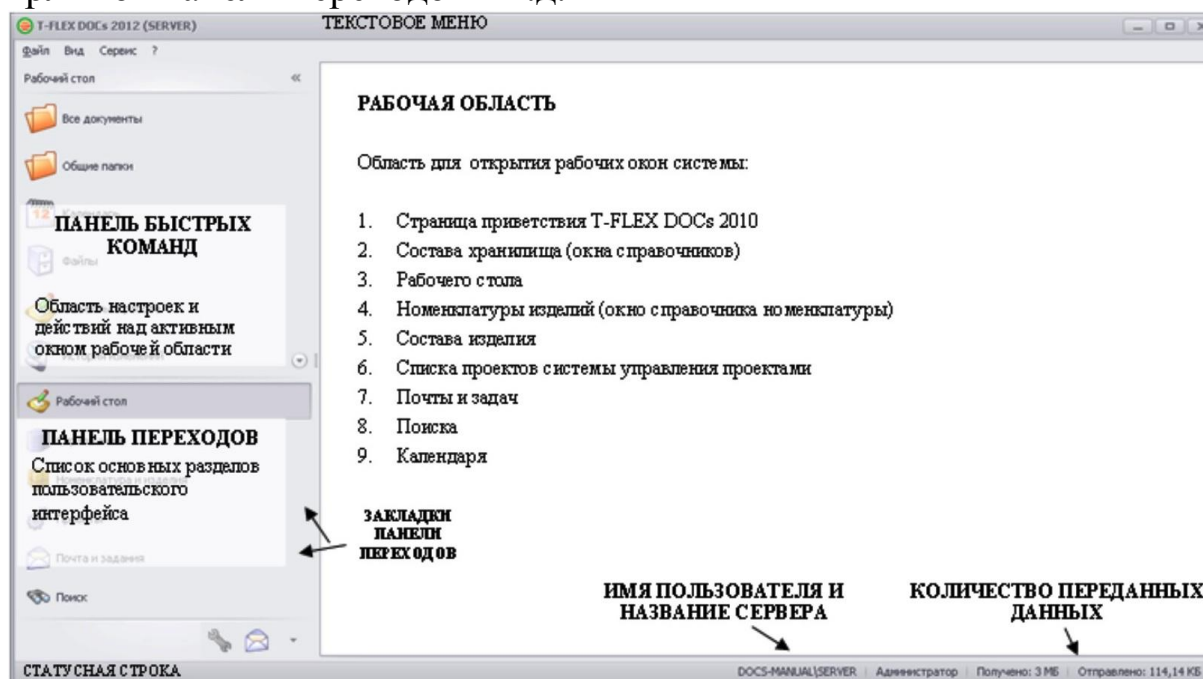 T-FLEX DOCs 2012 (SERVER)
ТЕКСТОВОЕ МЕНЮ
Файл Вид Сервис ?
Рабочий стол
Все документы
Общие папки
12 Календарь
ПАНЕЛЬ БЫСТРЫХ
КОМАНД
Файлы
Область настроек и
действий над активным
окном рабочей области
Рабочий стол
ПАНЕЛЬ ПЕРЕХОДОВ
Список основных разделов
Номенклатура и изделия
пользовательского
интерфейса
Почта и задания
Поиск
РАБОЧАЯ ОБЛАСТЬ
Область для открытия рабочих окон системы:
1. Страница приветствия T-FLEX DOCs 2010
2. Состава хранилища (окна справочников)
3. Рабочего стола
4. Номенклатуры изделий (окно справочника номенклатуры)
5. Состава изделия
6. Списка проектов системы управления проектами
7. Почты и задач
8. Поиска
9. Календаря
ЗАКЛАДКИ
ПАНЕЛИ
ПЕРЕХОДОВ
ИМЯ ПОЛЬЗОВАТЕЛЯ И
НАЗВАНИЕ СЕРВЕРА
КОЛИЧЕСТВО ПЕРЕДАННЫХ
ДАННЫХ
СТАТУСНАЯ СТРОКА
DOCS-MANUAL\SERVER Администратор Получено: 3 МБ Отправлено: 114,14 КБ